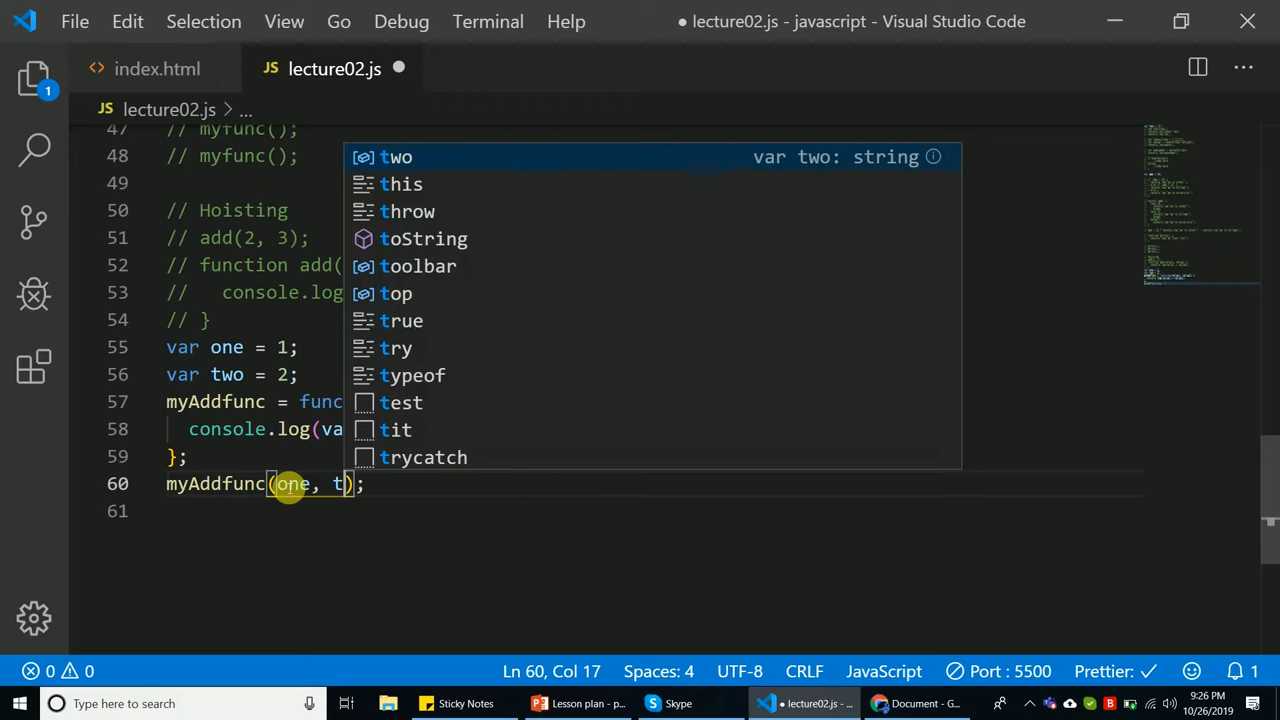 File Edit Selection View Go Debug Terminal Help ● lecture02.js - javascript - Visual Studio Code
<> index.html JS lecture02.js ●
JS lecture02.js > ...
47 // myfunc();
48 // myfunc();
49
50 // Hoisting
51 // add(2, 3);
52 // function add(
53 //   console.log
54 // }
55 var one = 1;
56 var two = 2;
57 myAddfunc = func
58   console.log(va
59 };
60 myAddfunc(one, t);
61
two var two: string
this
throw
toString
toolbar
top
true
try
typeof
test
tit
trycatch
1
0 0 Ln 60, Col 17 Spaces: 4 UTF-8 CRLF JavaScript Port : 5500 Prettier: ✓ 1
Type here to search Sticky Notes Lesson plan - p... Skype ● lecture02.js - ... Document - G... 9:26 PM
10/26/2019